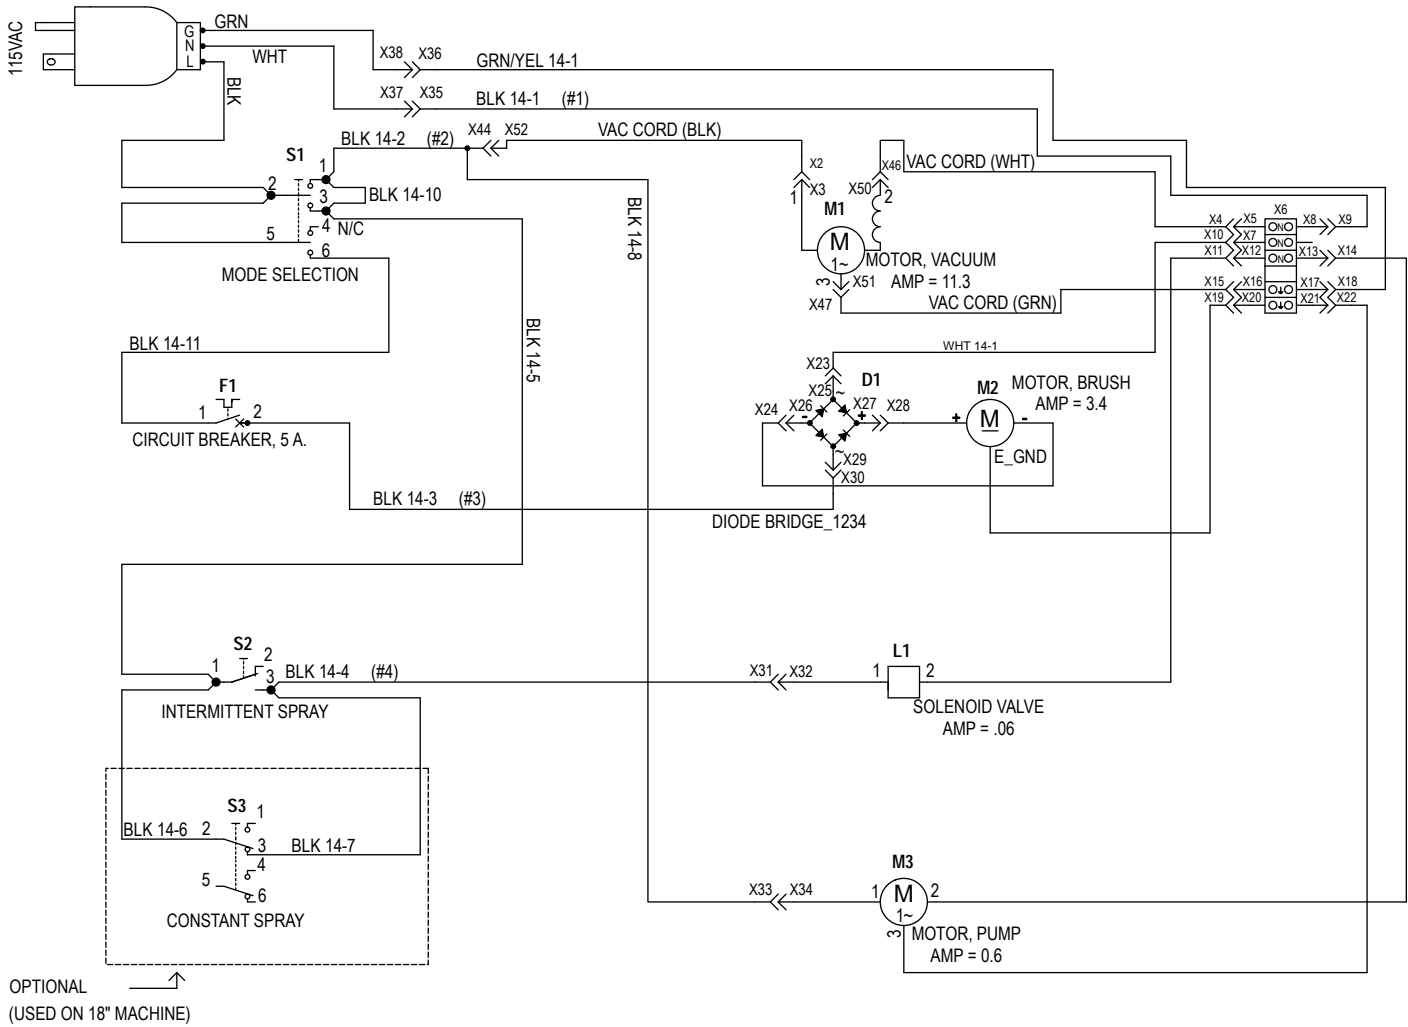 115VAC
G
N
L
GRN
WHT
BLK
X38 X36
GRN/YEL 14-1
X37 X35
BLK 14-1 (#1)
BLK 14-2 (#2)
X44 X52
VAC CORD (BLK)
S1
1
2
3
BLK 14-10
4 N/C
5
6
MODE SELECTION
X2
X3
1
X46 VAC CORD (WHT)
X50
2
M1
M
1~
MOTOR, VACUUM
AMP = 11.3
3
X51
X47
VAC CORD (GRN)
BLK 14-8
X6
X4 X5 ONO X8 X9
X10 X7 ONO
X11 X12 ONO X13 X14
X15 X16 O↓O X17 X18
X19 X20 O↓O X21 X22
BLK 14-11
BLK 14-5
WHT 14-1
F1
1 2
CIRCUIT BREAKER, 5 A.
X23
X25 ~
D1
X24 X26 - + X27 X28
~
X29
X30
DIODE BRIDGE_1234
M2
M
+ -
MOTOR, BRUSH
AMP = 3.4
E_GND
BLK 14-3 (#3)
S2
1 2
3
BLK 14-4 (#4)
INTERMITTENT SPRAY
X31 X32
L1
1 2
SOLENOID VALVE
AMP = .06
S3
1
BLK 14-6 2
3 BLK 14-7
4
5
6
CONSTANT SPRAY
X33 X34
M3
1 M 2
1~
3
MOTOR, PUMP
AMP = 0.6
OPTIONAL
(USED ON 18" MACHINE)